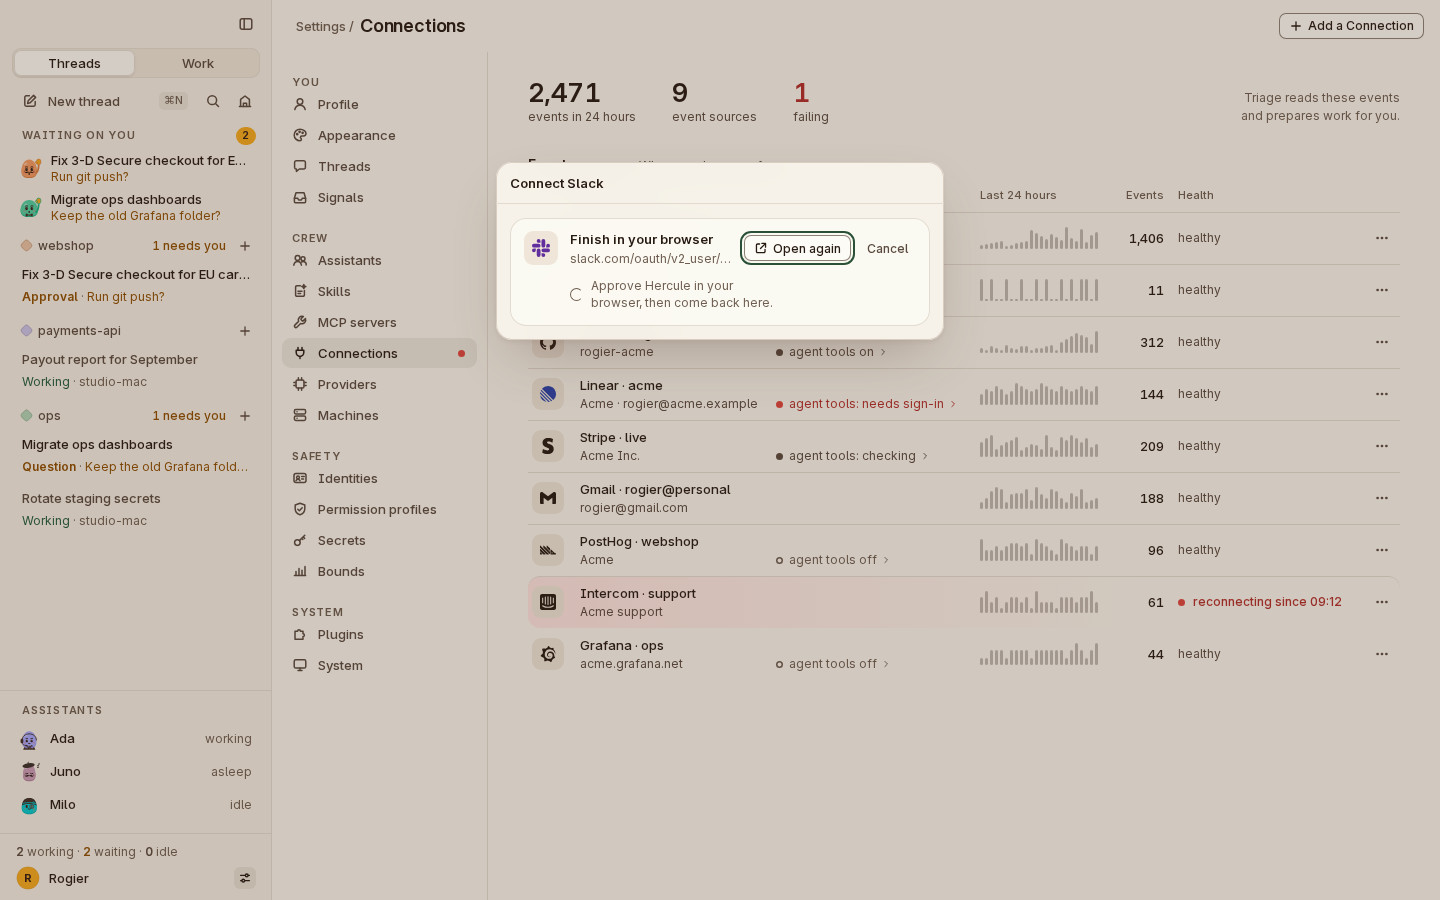 Threads
Work
New thread
⌘N
WAITING ON YOU
2
Fix 3-D Secure checkout for E…
Run git push?
Migrate ops dashboards
Keep the old Grafana folder?
webshop
1 needs you
Fix 3-D Secure checkout for EU car…
Approval · Run git push?
payments-api
Payout report for September
Working · studio-mac
ops
1 needs you
Migrate ops dashboards
Question · Keep the old Grafana fold…
Rotate staging secrets
Working · studio-mac
ASSISTANTS
Ada
working
Juno
asleep
Milo
idle
2 working · 2 waiting · 0 idle
R
Rogier
Settings /
Connections
Add a Connection
YOU
Profile
Appearance
Threads
Signals
CREW
Assistants
Skills
MCP servers
Connections
Providers
Machines
SAFETY
Identities
Permission profiles
Secrets
Bounds
SYSTEM
Plugins
System
2,471
events in 24 hours
9
event sources
1
failing
Triage reads these events
and prepares work for you.
Connect Slack
Finish in your browser
slack.com/oauth/v2_user/…
Open again
Cancel
Approve Hercule in your
browser, then come back here.
Last 24 hours
Events
Health
1,406
healthy
11
healthy
rogier-acme
agent tools on
312
healthy
Linear · acme
Acme · rogier@acme.example
agent tools: needs sign-in
144
healthy
Stripe · live
Acme Inc.
agent tools: checking
209
healthy
Gmail · rogier@personal
rogier@gmail.com
188
healthy
PostHog · webshop
Acme
agent tools off
96
healthy
Intercom · support
Acme support
61
reconnecting since 09:12
Grafana · ops
acme.grafana.net
agent tools off
44
healthy